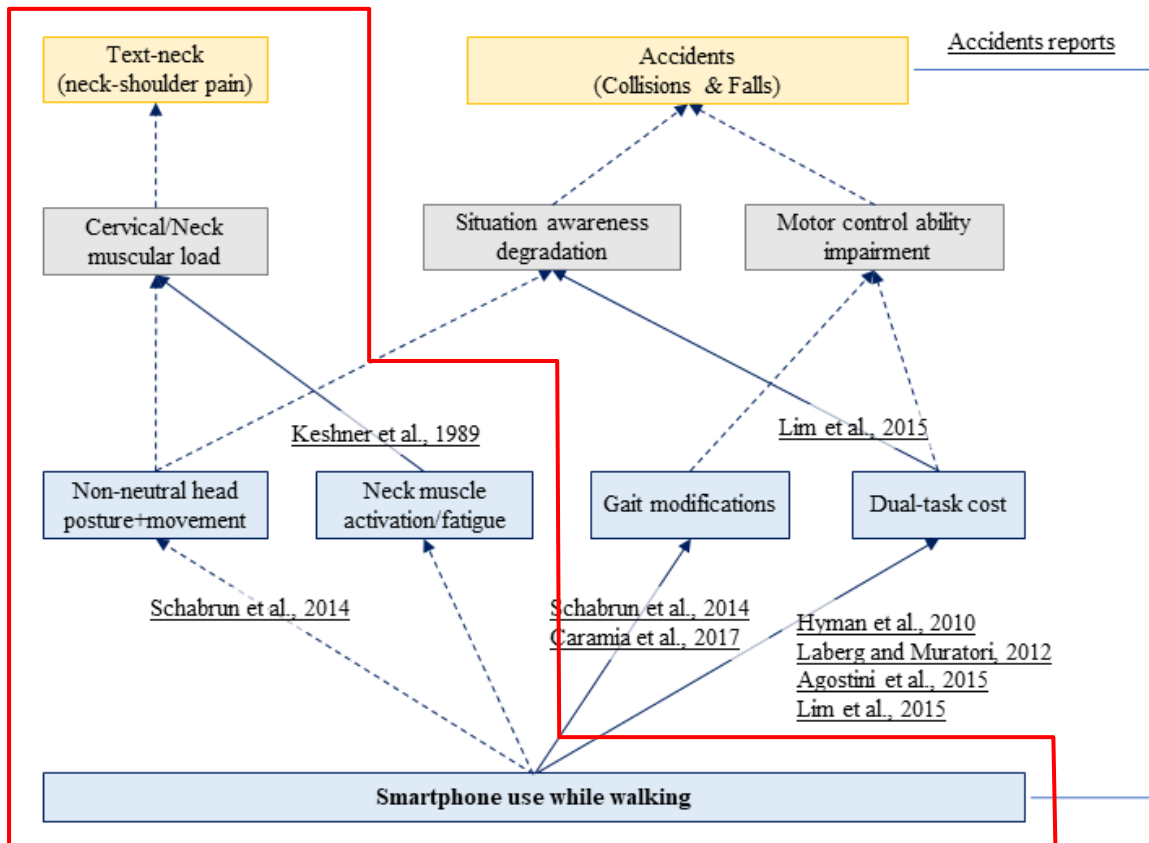 Text-neck
(neck-shoulder pain)
Accidents
(Collisions & Falls)
Accidents reports
Cervical/Neck
muscular load
Situation awareness
degradation
Motor control ability
impairment
Keshner et al., 1989
Lim et al., 2015
Non-neutral head
posture+movement
Neck muscle
activation/fatigue
Gait modifications
Dual-task cost
Schabrun et al., 2014
Schabrun et al., 2014
Caramia et al., 2017
Hyman et al., 2010
Laberg and Muratori, 2012
Agostini et al., 2015
Lim et al., 2015
Smartphone use while walking